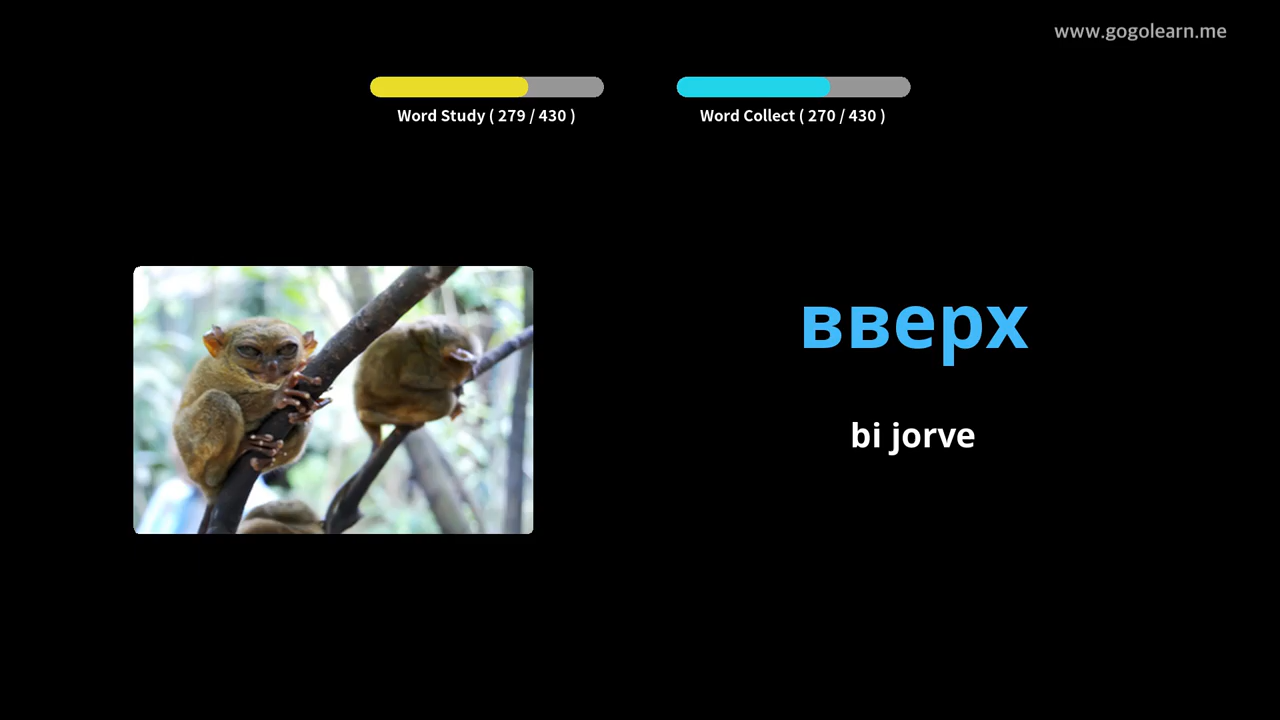 www.gogolearn.me
Word Study ( 279 / 430 )
Word Collect ( 270 / 430 )
вверх
bi jorve